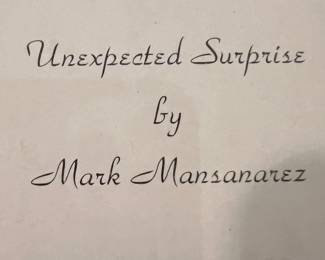 Unexpected Surprise
by
Mark Mansanarez